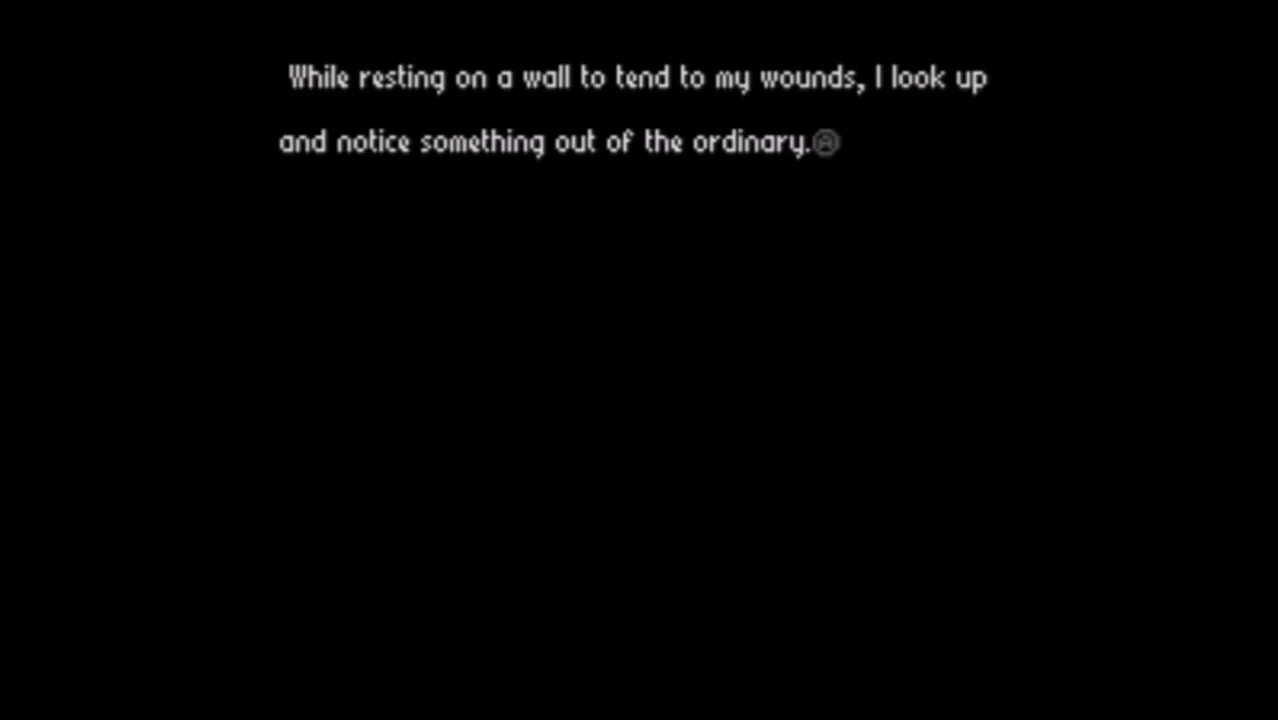 While resting on a wall to tend to my wounds, I look up
and notice something out of the ordinary.